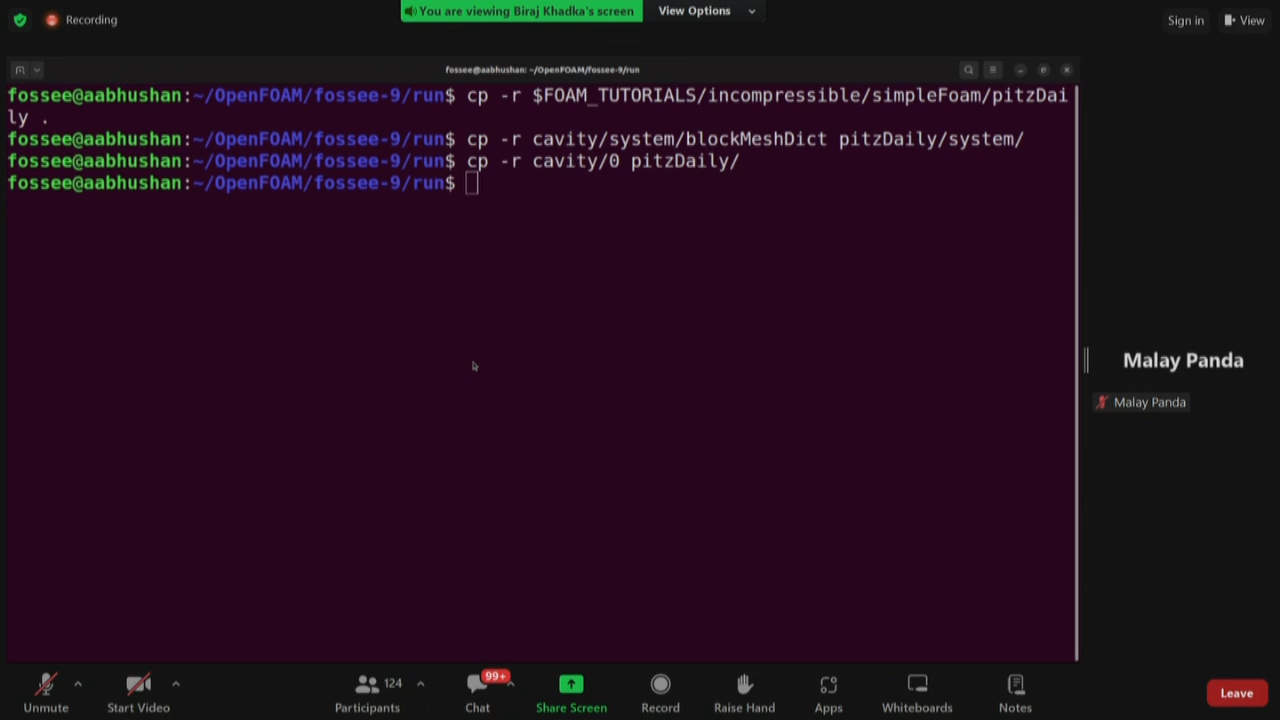 Recording
You are viewing Biraj Khadka's screen
View Options
Sign in
View
fossee@aabhushan: ~/OpenFOAM/fossee-9/run
fossee@aabhushan:~/OpenFOAM/fossee-9/run$ cp -r $FOAM_TUTORIALS/incompressible/simpleFoam/pitzDai
ly .
fossee@aabhushan:~/OpenFOAM/fossee-9/run$ cp -r cavity/system/blockMeshDict pitzDaily/system/
fossee@aabhushan:~/OpenFOAM/fossee-9/run$ cp -r cavity/0 pitzDaily/
fossee@aabhushan:~/OpenFOAM/fossee-9/run$
Malay Panda
Malay Panda
Unmute
Start Video
124
Participants
99+
Chat
Share Screen
Record
Raise Hand
Apps
Whiteboards
Notes
Leave